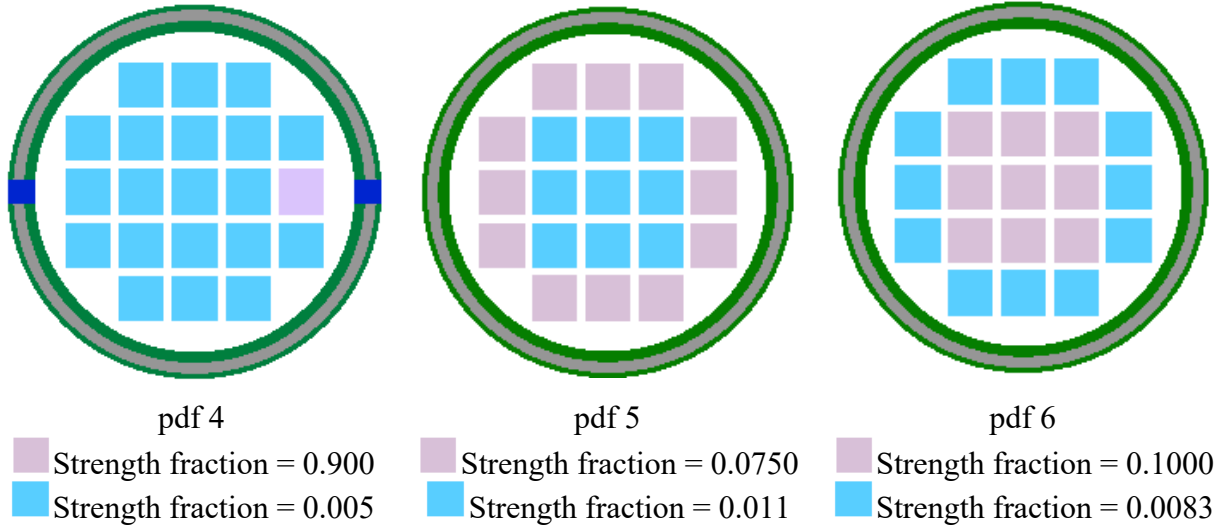 pdf 4
pdf 5
pdf 6
Strength fraction = 0.900
Strength fraction = 0.0750
Strength fraction = 0.1000
Strength fraction = 0.005
Strength fraction = 0.011
Strength fraction = 0.0083